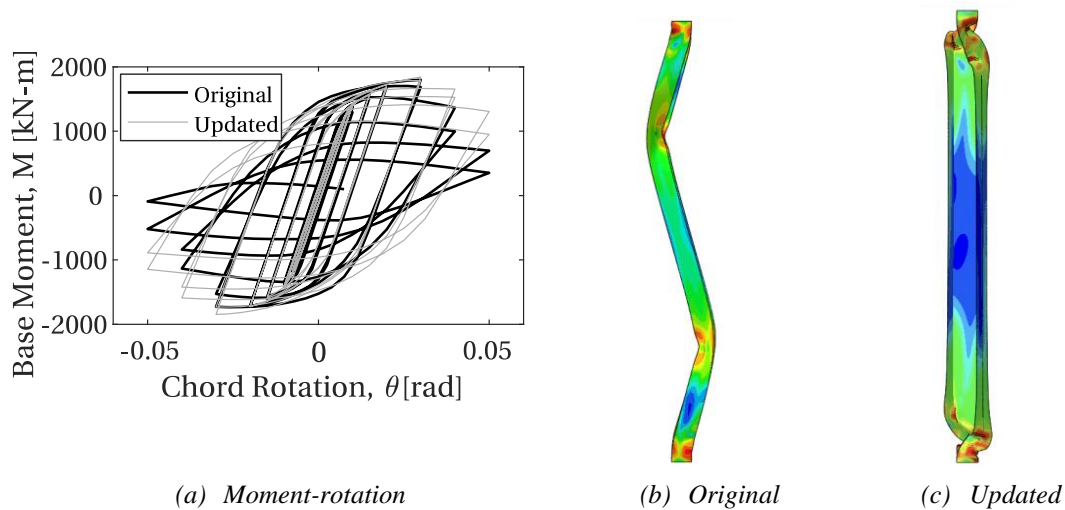 2000
1000
0
-1000
-2000
Base Moment, M [kN-m]
Original
Updated
-0.05
0
0.05
Chord Rotation, θ [rad]
(a) Moment-rotation
(b) Original
(c) Updated